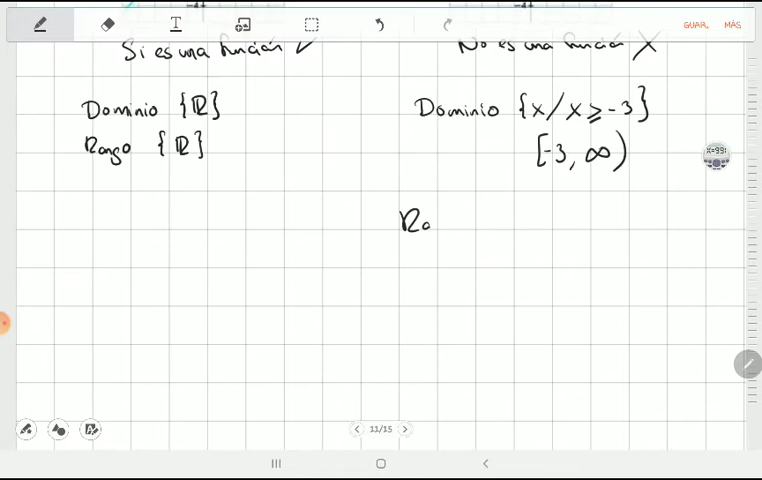 GUAR. MÁS
Si es una función ✓
No es una función X
Dominio {ℝ}
Rango {ℝ}
Dominio {x/x ≥ -3}
[-3, ∞)
Ra
11/15